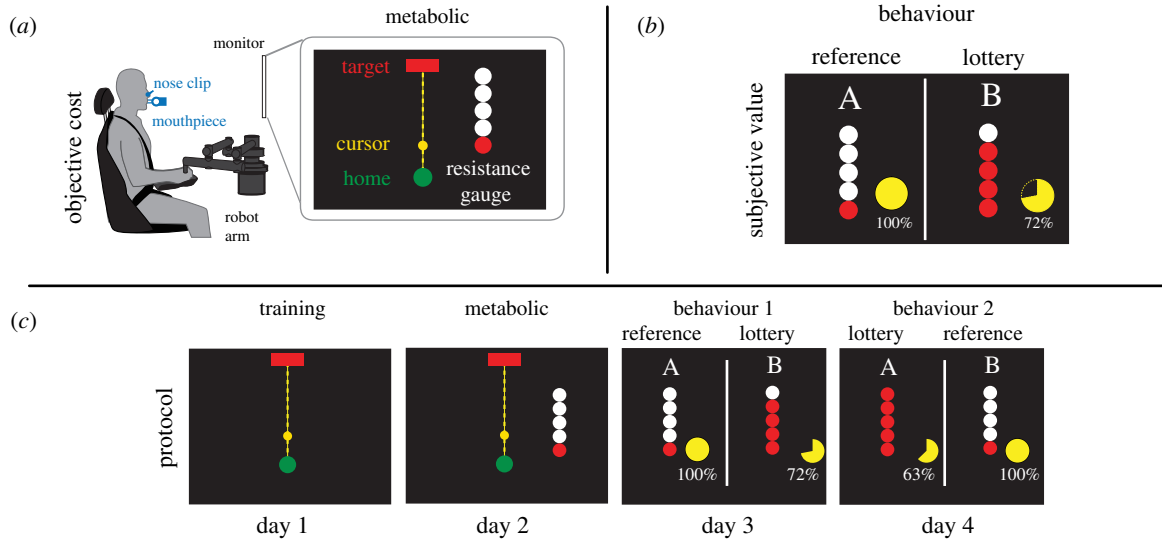 (a)
metabolic
monitor
nose clip
mouthpiece
objective cost
robot
arm
target
cursor
home
resistance
gauge
(b)
behaviour
reference
lottery
subjective value
A
B
100%
72%
(c)
training
metabolic
behaviour 1
behaviour 2
reference
lottery
lottery
reference
protocol
A
B
A
B
100%
72%
63%
100%
day 1
day 2
day 3
day 4